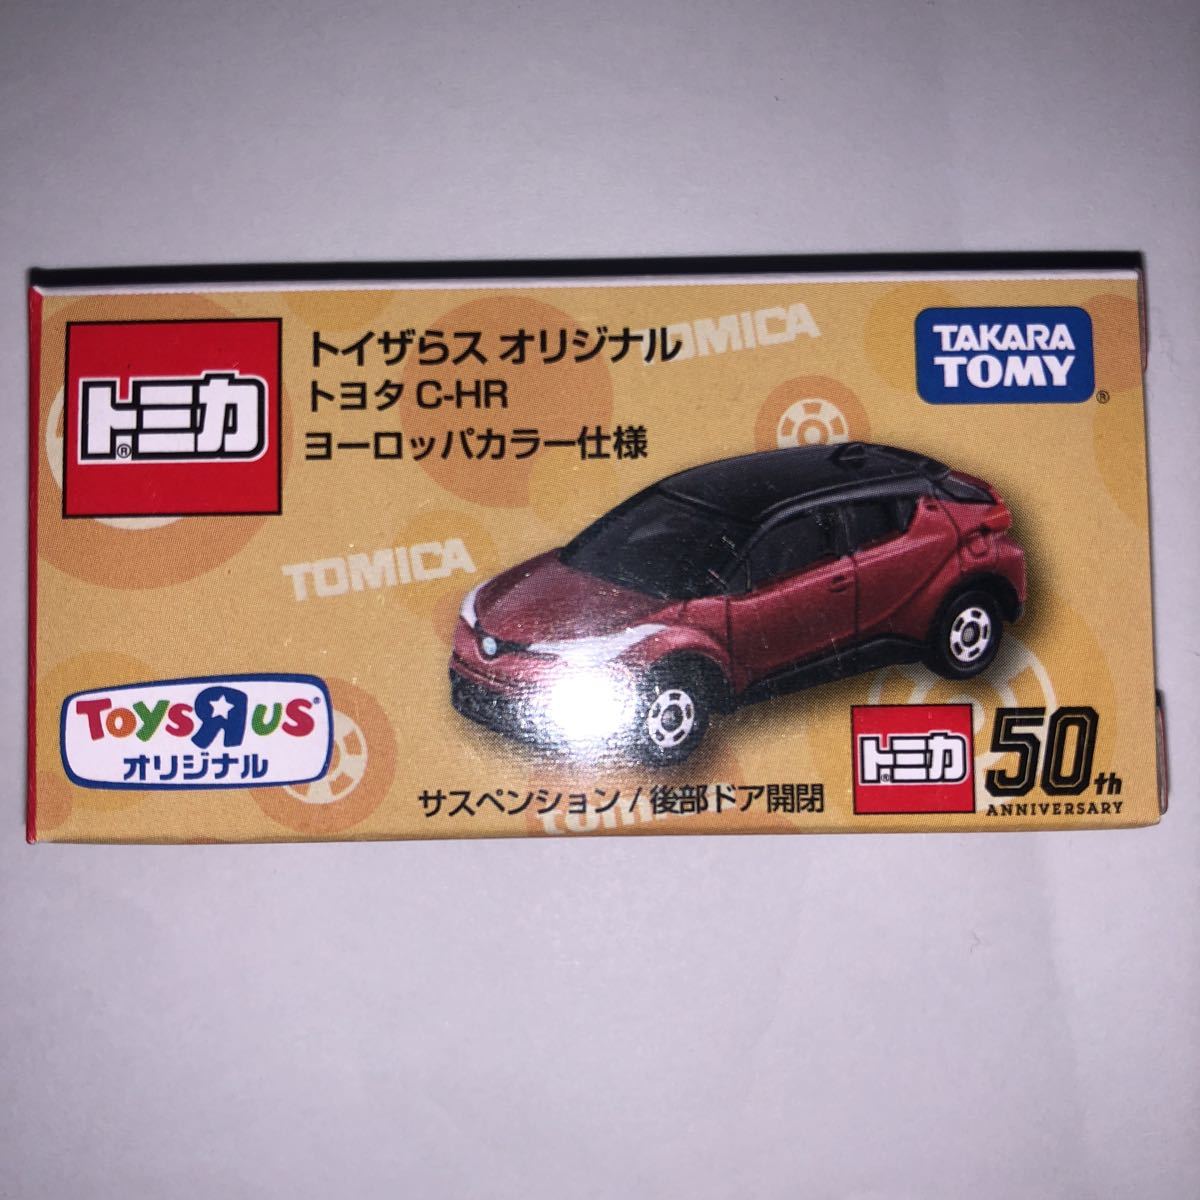 トミカ®
トイザらス オリジナル
トヨタ C-HR
ヨーロッパカラー仕様
TOMICA
TAKARA
TOMY®
TOMICA
TOYSЯUS®
オリジナル
サスペンション/後部ドア開閉
トミカ®
50th
ANNIVERSARY